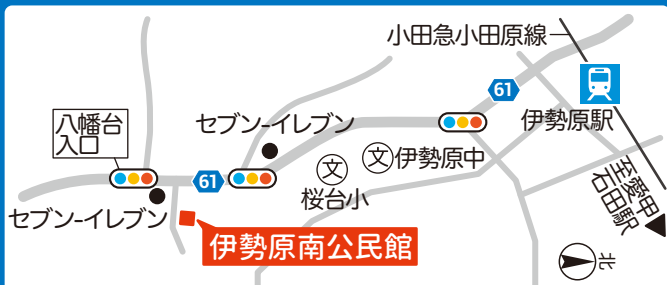 小田急小田原線
61
伊勢原駅
八幡台
入口
セブン-イレブン
文
伊勢原中
61
文
桜台小
至愛甲
石田駅
セブン-イレブン
伊勢原南公民館
北